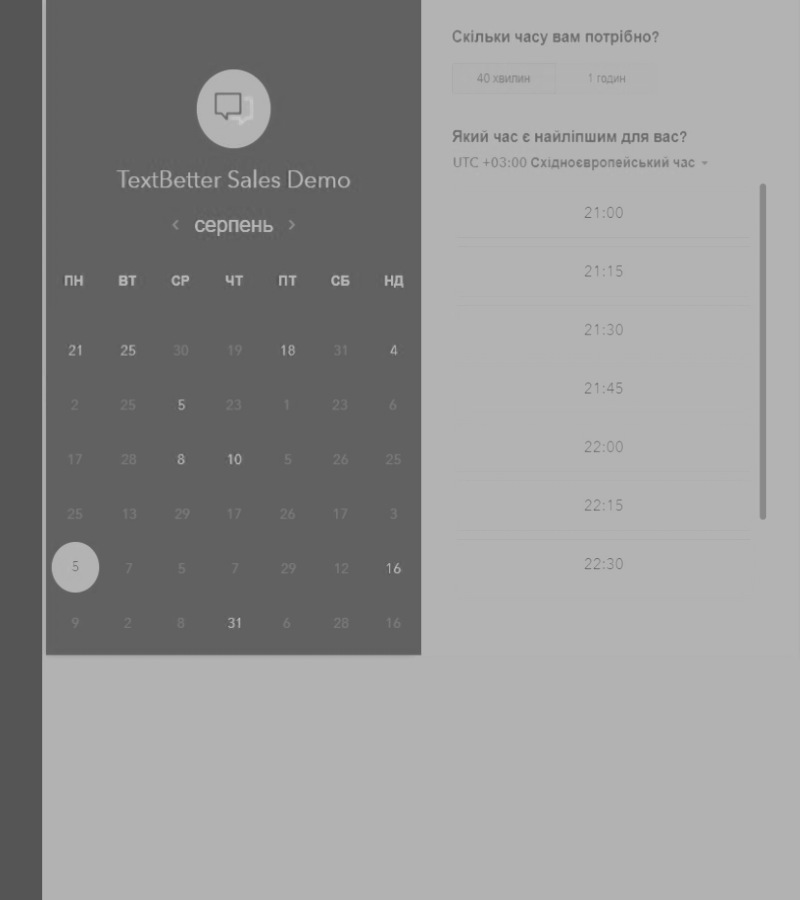 TextBetter Sales Demo
серпень
ПН ВТ СР ЧТ ПТ СБ НД
21 25 30 19 18 31 4
2 25 5 23 1 23 6
17 28 8 10 5 26 25
25 13 29 17 26 17 3
5 7 5 7 29 12 16
9 2 8 31 6 28 16
Скільки часу вам потрібно?
40 хвилин 1 годин
Який час є найліпшим для вас?
UTC +03:00 Східноєвропейський час
21:00
21:15
21:30
21:45
22:00
22:15
22:30